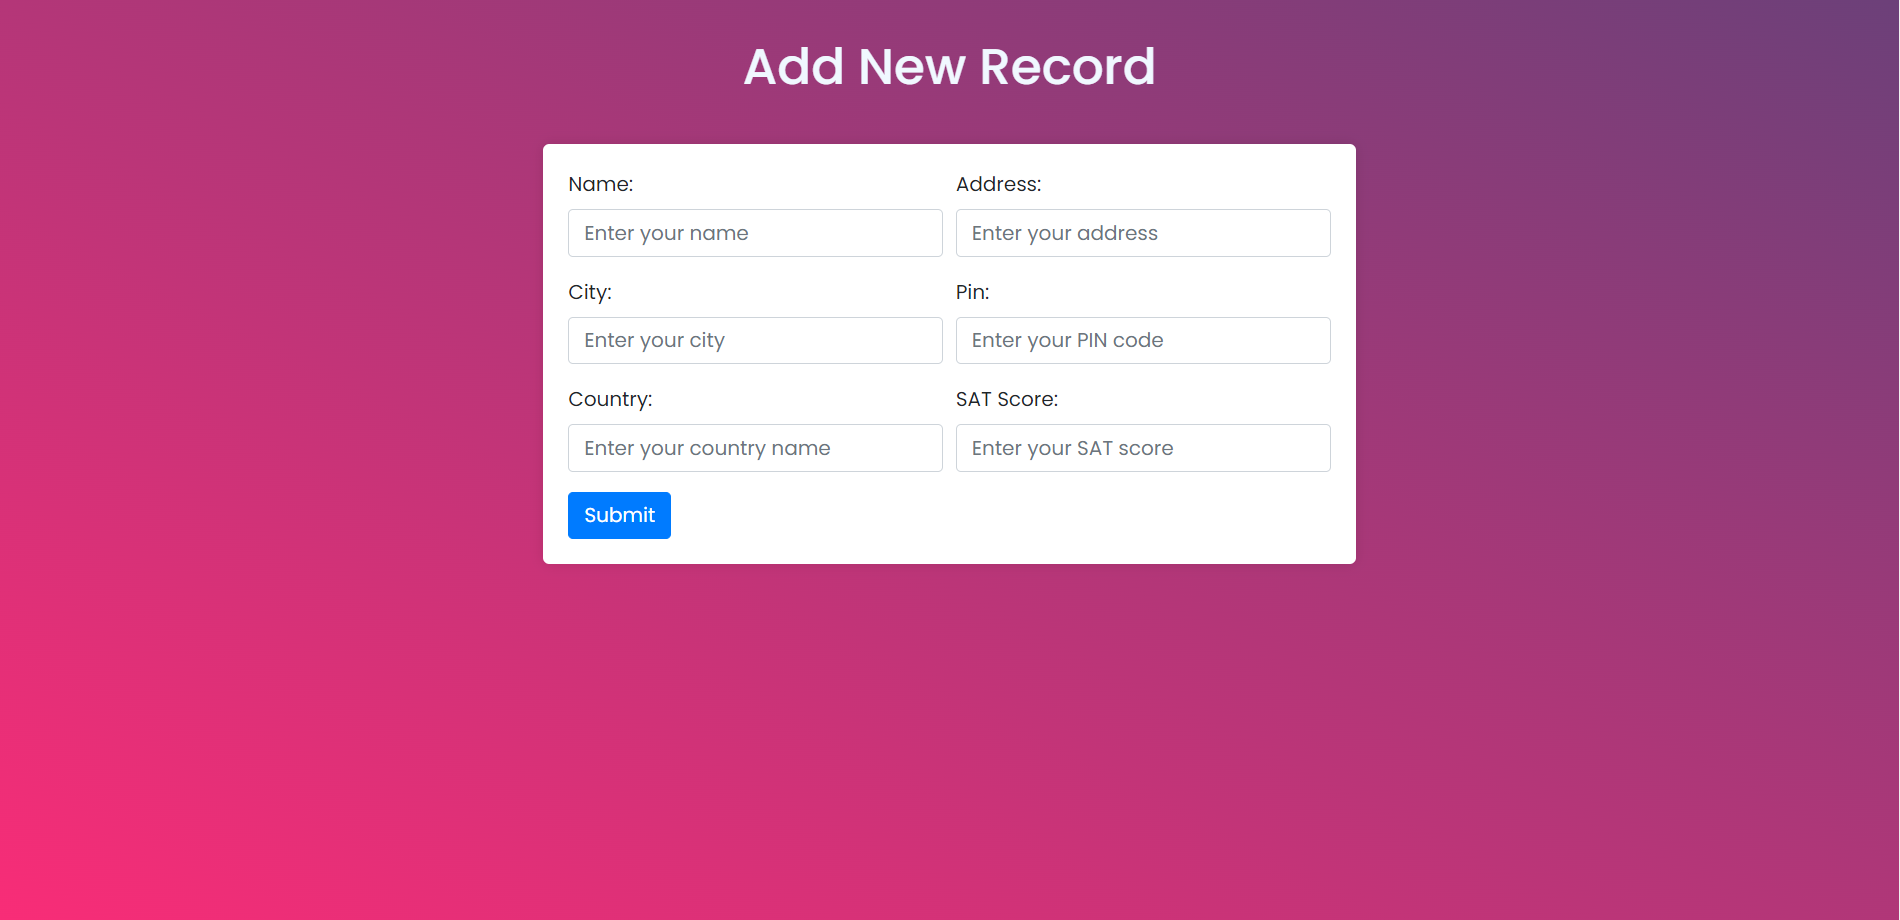 Add New Record
Name:
Address:
Enter your name
Enter your address
City:
Pin:
Enter your city
Enter your PIN code
Country:
SAT Score:
Enter your country name
Enter your SAT score
Submit